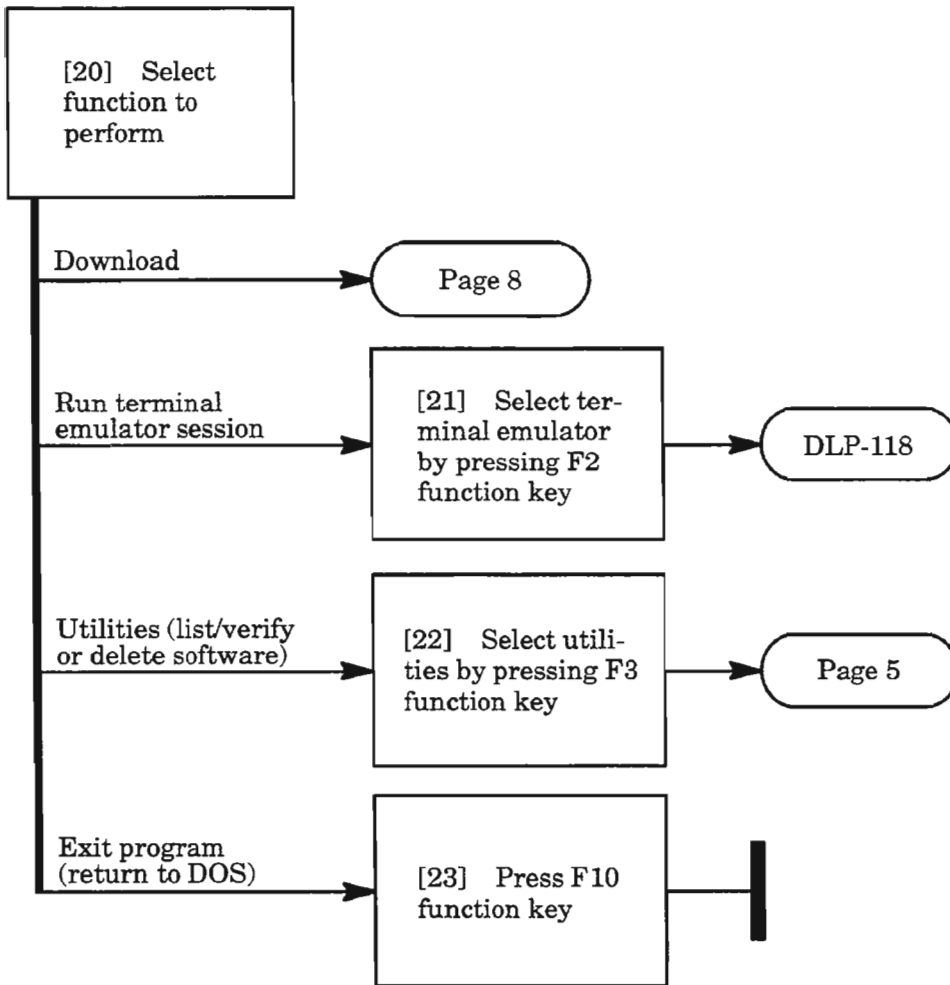 [20] Select
function to
perform
Download
Page 8
Run terminal
emulator session
[21] Select ter-
minal emulator
by pressing F2
function key
DLP-118
Utilities (list/verify
or delete software)
[22] Select utili-
ties by pressing F3
function key
Page 5
Exit program
(return to DOS)
[23] Press F10
function key